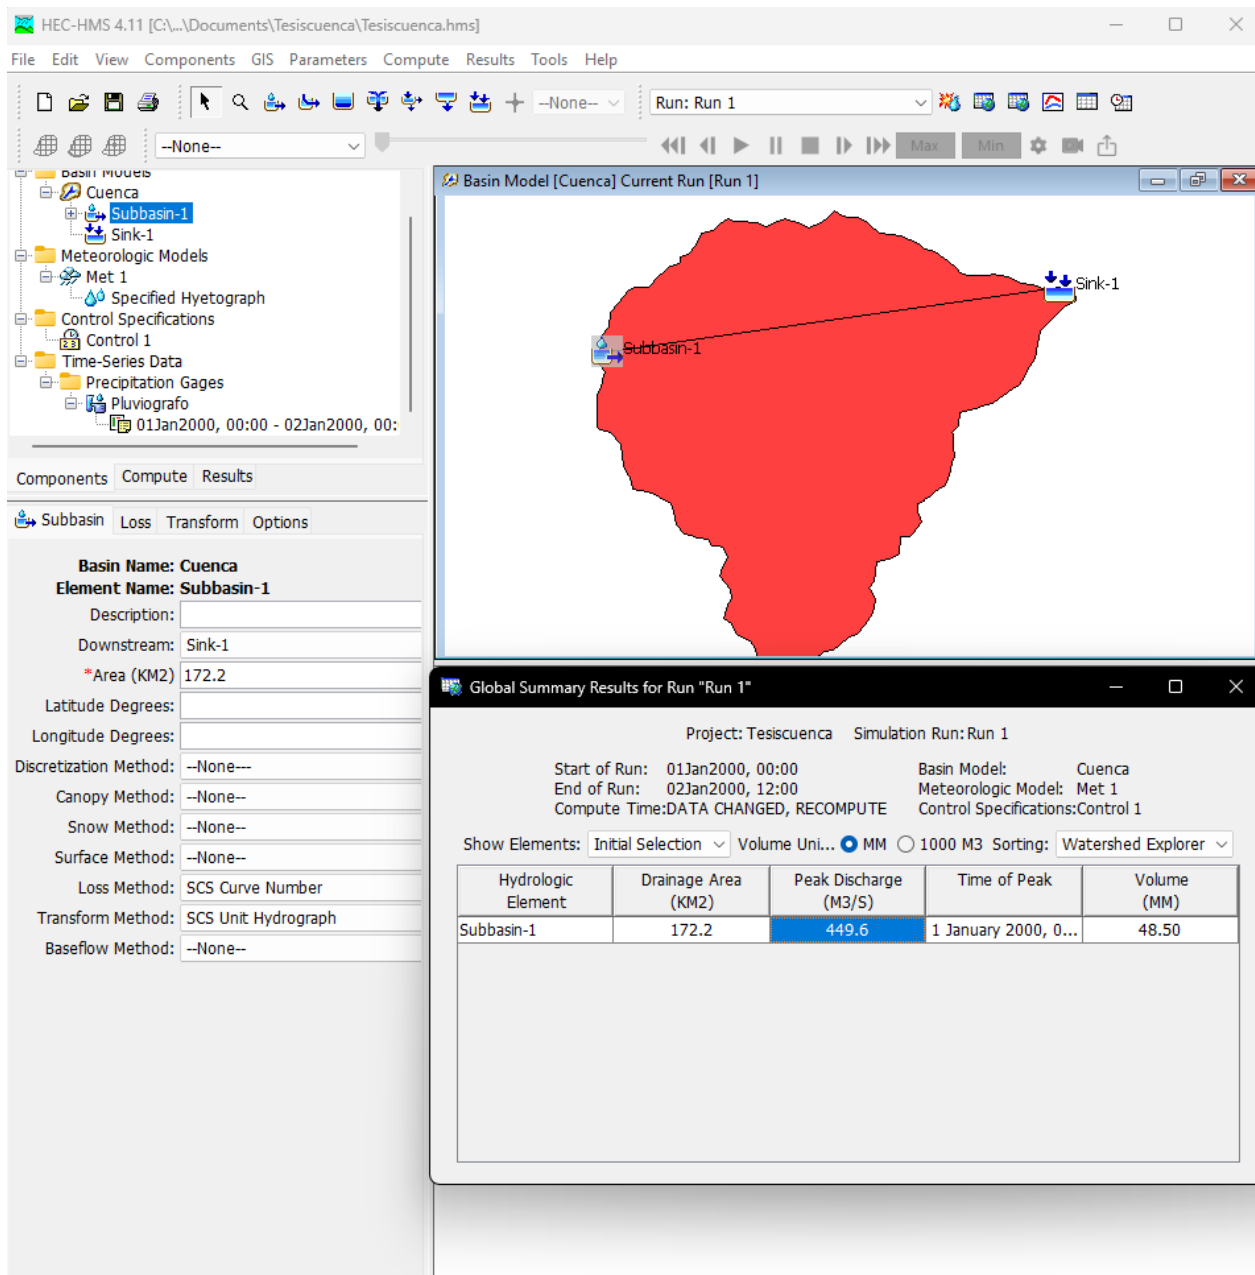 HEC-HMS 4.11 [C:\...\Documents\Tesiscuenca\Tesiscuenca.hms]
File Edit View Components GIS Parameters Compute Results Tools Help
--None-- Run: Run 1
--None-- Max Min
Basin Models
Cuenca
Subbasin-1
Sink-1
Meteorologic Models
Met 1
Specified Hyetograph
Control Specifications
Control 1
Time-Series Data
Precipitation Gages
Pluviografo
01Jan2000, 00:00 - 02Jan2000, 00:
Components Compute Results
Subbasin Loss Transform Options
Basin Name: Cuenca
Element Name: Subbasin-1
Description:
Downstream: Sink-1
*Area (KM2) 172.2
Latitude Degrees:
Longitude Degrees:
Discretization Method: --None---
Canopy Method: --None--
Snow Method: --None--
Surface Method: --None--
Loss Method: SCS Curve Number
Transform Method: SCS Unit Hydrograph
Baseflow Method: --None--
Basin Model [Cuenca] Current Run [Run 1]
Sink-1
Subbasin-1
Global Summary Results for Run "Run 1"
Project: Tesiscuenca Simulation Run: Run 1
Start of Run: 01Jan2000, 00:00 Basin Model: Cuenca
End of Run: 02Jan2000, 12:00 Meteorologic Model: Met 1
Compute Time:DATA CHANGED, RECOMPUTE Control Specifications:Control 1
Show Elements: Initial Selection Volume Uni... MM 1000 M3 Sorting: Watershed Explorer
Hydrologic Drainage Area Peak Discharge Time of Peak Volume
Element (KM2) (M3/S) (MM)
Subbasin-1 172.2 449.6 1 January 2000, 0... 48.50